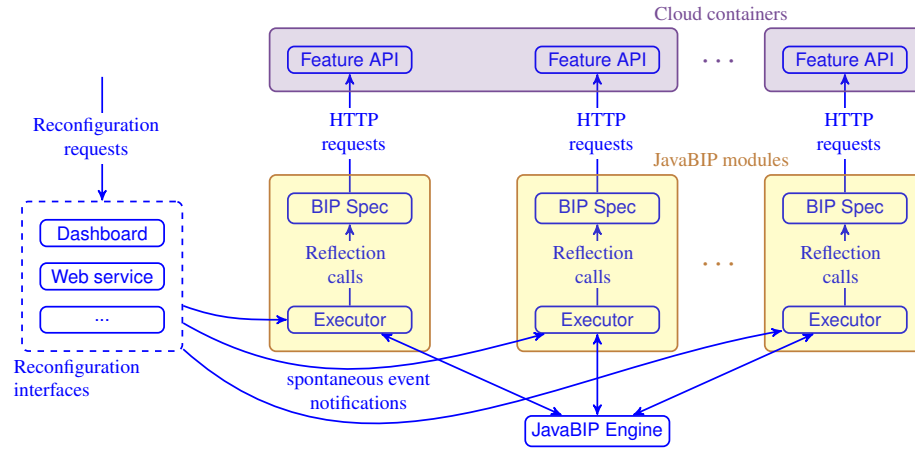 Cloud containers
Feature API
Feature API
. . .
Feature API
Reconfiguration
requests
HTTP
requests
HTTP
requests
HTTP
requests
JavaBIP modules
BIP Spec
BIP Spec
BIP Spec
Dashboard
Web service
...
Reflection
calls
Reflection
calls
. . .
Reflection
calls
Executor
Executor
Executor
Reconfiguration
interfaces
spontaneous event
notifications
JavaBIP Engine